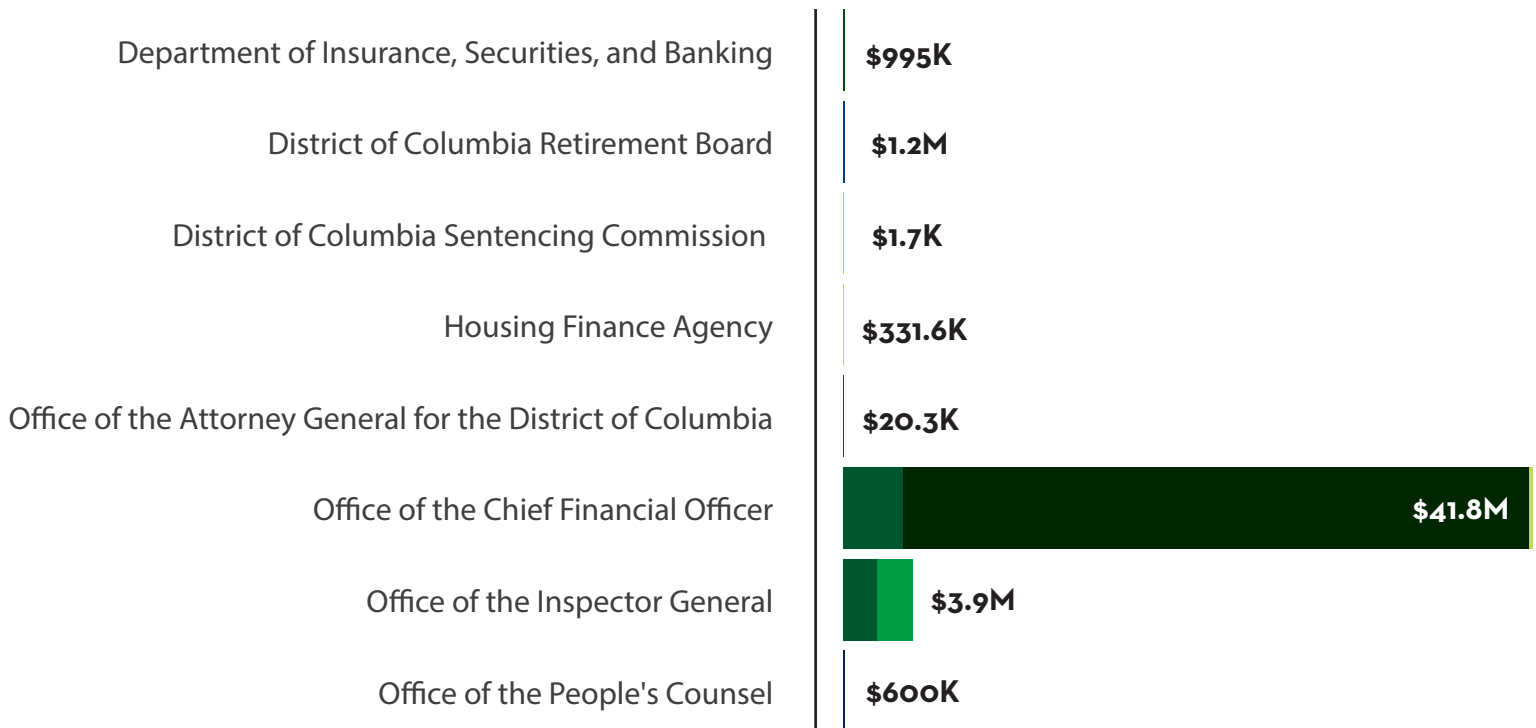 Department of Insurance, Securities, and Banking $995K
District of Columbia Retirement Board $1.2M
District of Columbia Sentencing Commission $1.7K
Housing Finance Agency $331.6K
Office of the Attorney General for the District of Columbia $20.3K
Office of the Chief Financial Officer $41.8M
Office of the Inspector General $3.9M
Office of the People's Counsel $600K